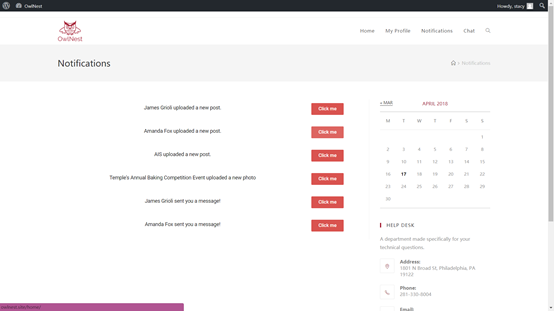 OwlNest
Howdy, stacy
OwlNest
Home
My Profile
Notifications
Chat
Notifications
> Notifications
James Grioli uploaded a new post.
Click me
Amanda Fox uploaded a new post.
Click me
AIS uploaded a new post.
Click me
Temple's Annual Baking Competition Event uploaded a new photo
Click me
James Grioli sent you a message!
Click me
Amanda Fox sent you a message!
Click me
« MAR
APRIL 2018
M T W T F S S
1
2 3 4 5 6 7 8
9 10 11 12 13 14 15
16 17 18 19 20 21 22
23 24 25 26 27 28 29
30
HELP DESK
A department made specifically for your
technical questions.
Address:
1801 N Broad St, Philadelphia, PA
19122
Phone:
Email: